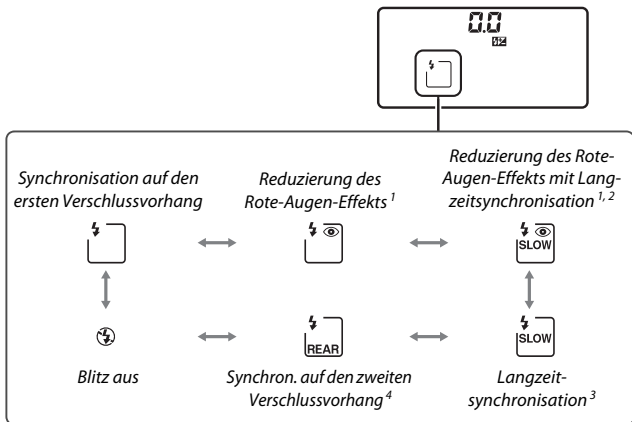 0.0
Synchronisation auf den
ersten Verschlussvorhang
Reduzierung des
Rote-Augen-Effekts 1
Reduzierung des Rote-
Augen-Effekts mit Lang-
zeitsynchronisation 1, 2
SLOW
REAR
SLOW
Blitz aus
Synchron. auf den zweiten
Verschlussvorhang 4
Langzeit-
synchronisation 3